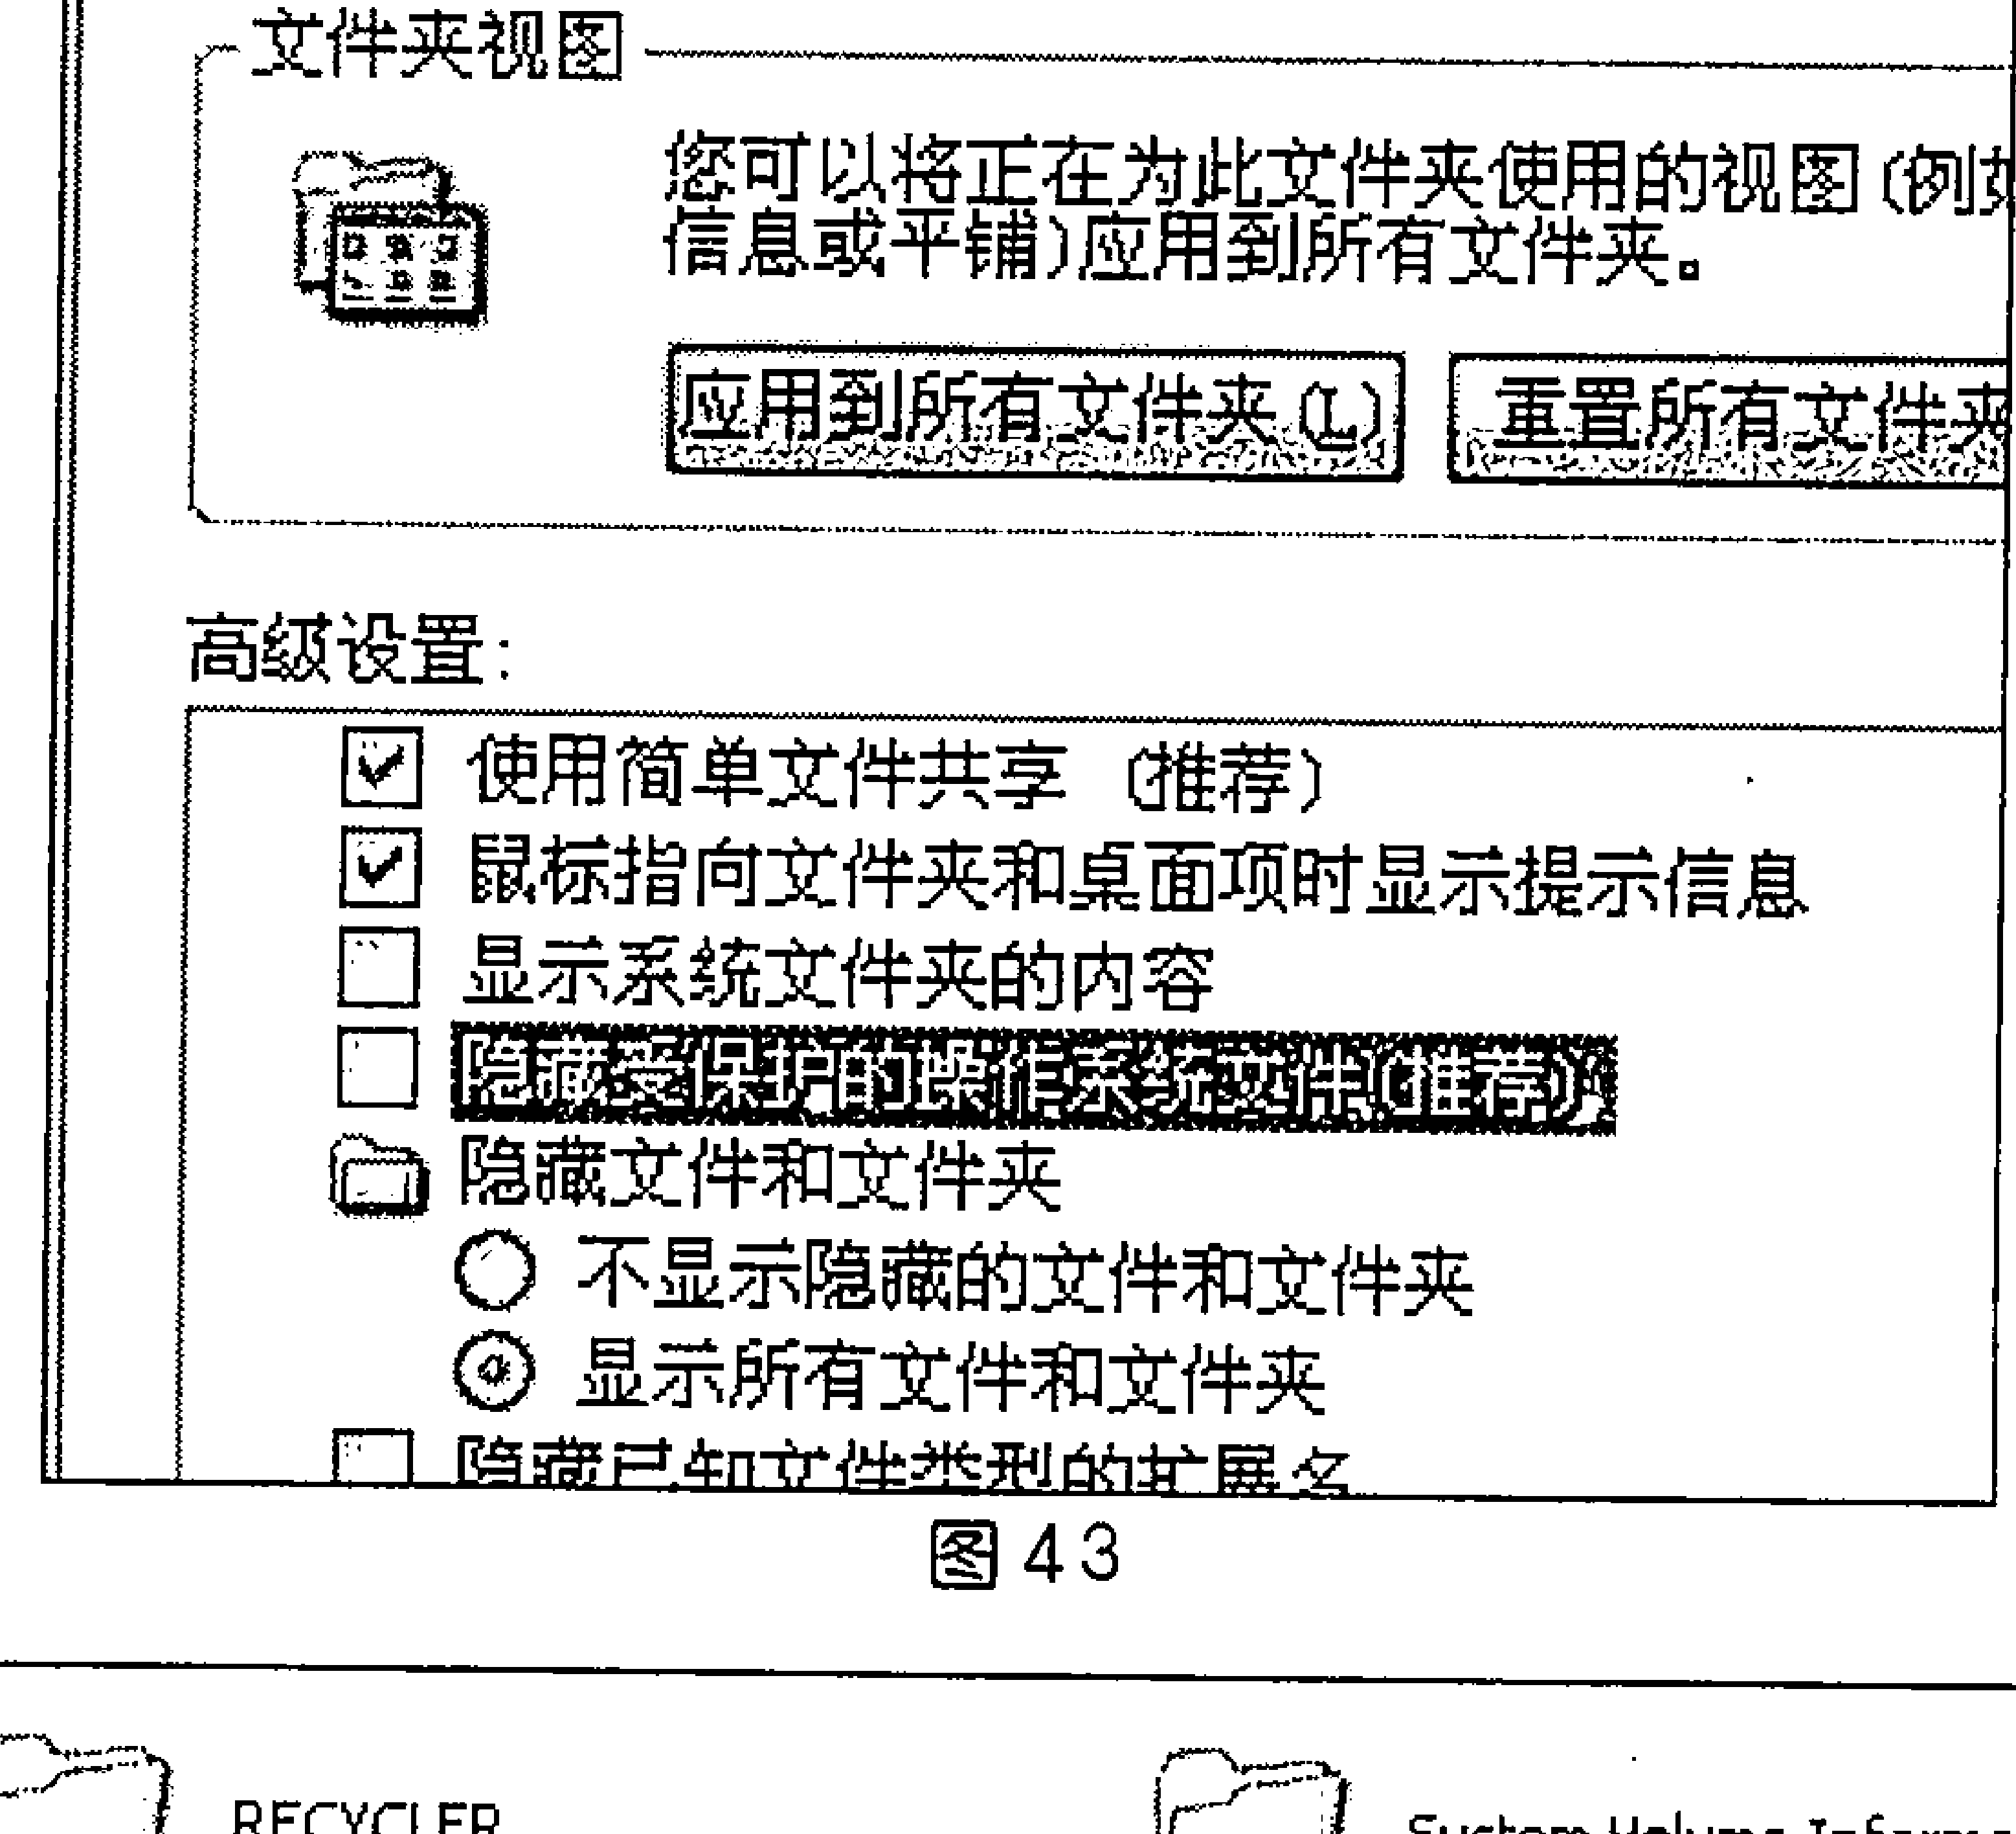 文件夹视图
您可以将正在为此文件夹使用的视图(例如
信息或平铺)应用到所有文件夹。
应用到所有文件夹(L) 重置所有文件夹
高级设置:
使用简单文件共享 (推荐)
鼠标指向文件夹和桌面项时显示提示信息
显示系统文件夹的内容
隐藏受保护的操作系统文件(推荐)
隐藏文件和文件夹
不显示隐藏的文件和文件夹
显示所有文件和文件夹
隐藏已知文件类型的扩展名
图43
RECYCLER System Volume Informa